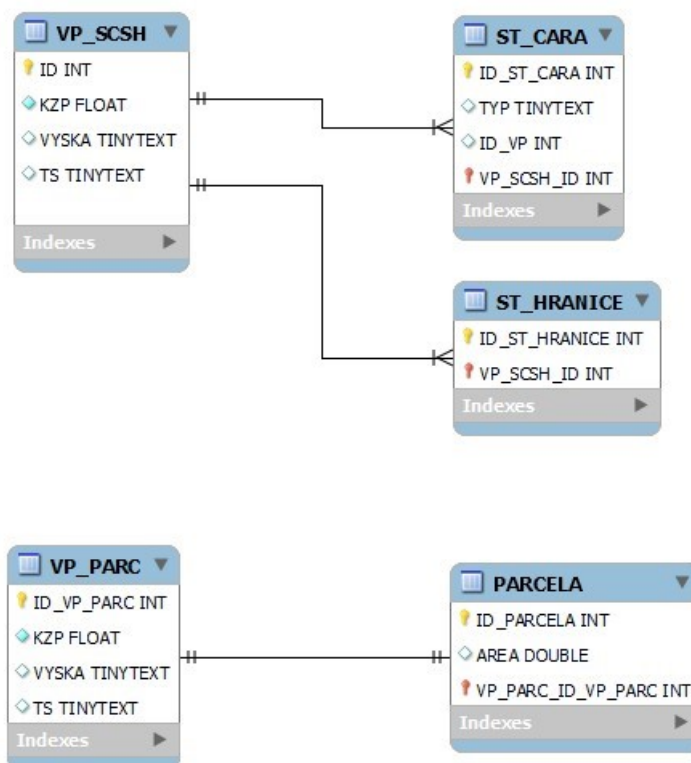 VP_SCSH
ID INT
KZP FLOAT
VYSKA TINYTEXT
TS TINYTEXT
Indexes
ST_CARA
ID_ST_CARA INT
TYP TINYTEXT
ID_VP INT
VP_SCSH_ID INT
Indexes
ST_HRANICE
ID_ST_HRANICE INT
VP_SCSH_ID INT
Indexes
VP_PARC
ID_VP_PARC INT
KZP FLOAT
VYSKA TINYTEXT
TS TINYTEXT
Indexes
PARCELA
ID_PARCELA INT
AREA DOUBLE
VP_PARC_ID_VP_PARC INT
Indexes